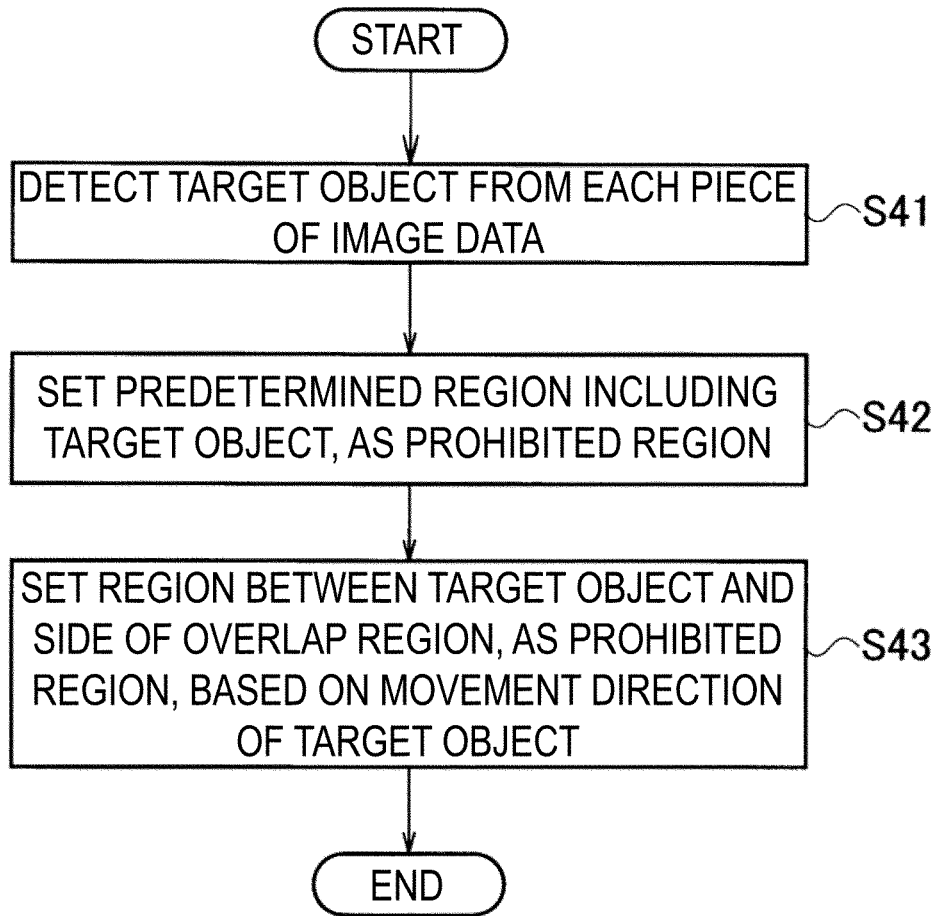 START
DETECT TARGET OBJECT FROM EACH PIECE
OF IMAGE DATA
S41
SET PREDETERMINED REGION INCLUDING
TARGET OBJECT, AS PROHIBITED REGION
S42
SET REGION BETWEEN TARGET OBJECT AND
SIDE OF OVERLAP REGION, AS PROHIBITED
REGION, BASED ON MOVEMENT DIRECTION
OF TARGET OBJECT
S43
END